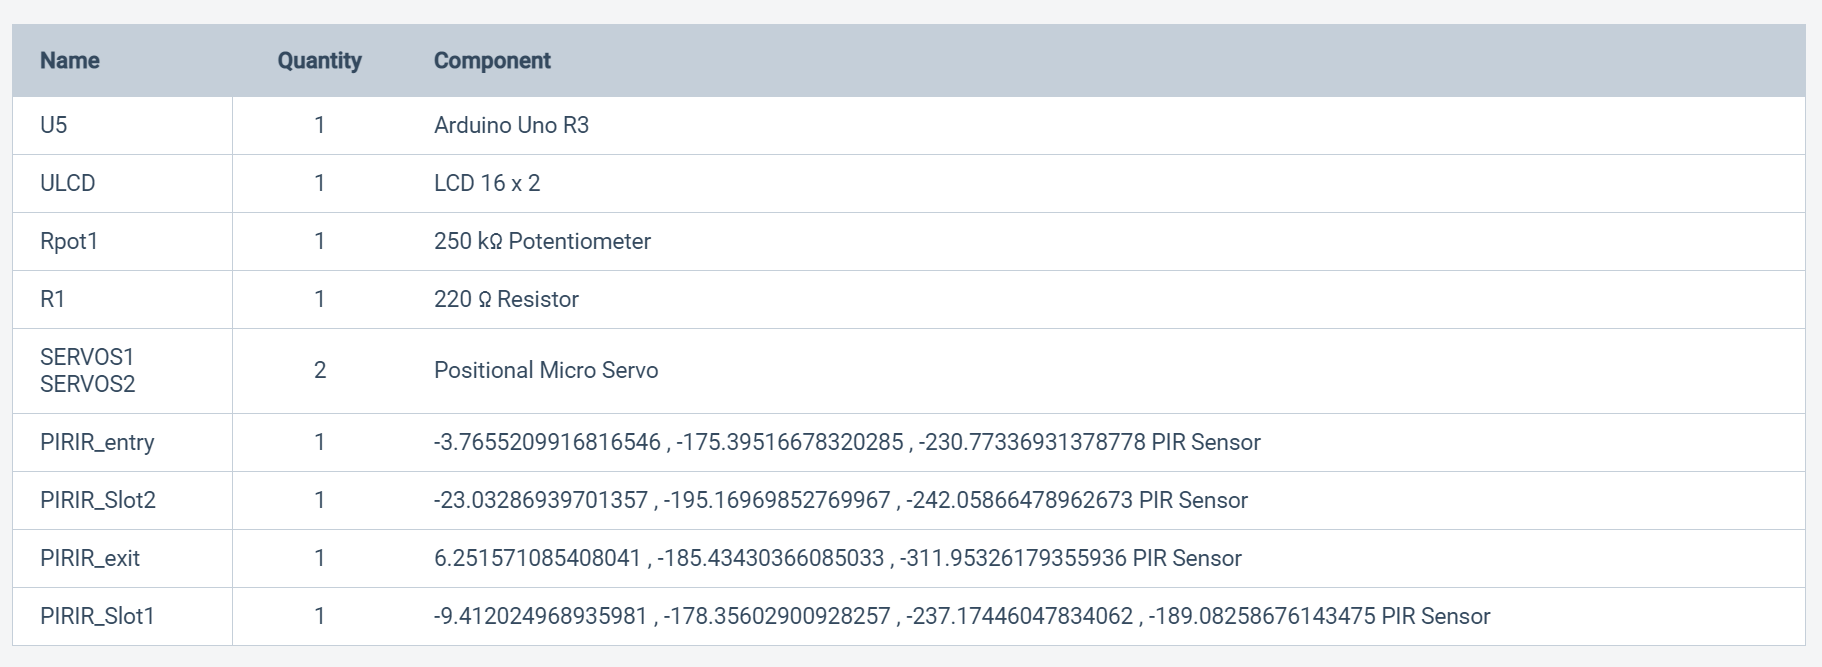 Name Quantity Component
U5 1 Arduino Uno R3
ULCD 1 LCD 16 x 2
Rpot1 1 250 kΩ Potentiometer
R1 1 220 Ω Resistor
SERVOS1
SERVOS2 2 Positional Micro Servo
PIRIR_entry 1 -3.7655209916816546 , -175.39516678320285 , -230.77336931378778 PIR Sensor
PIRIR_Slot2 1 -23.03286939701357 , -195.16969852769967 , -242.05866478962673 PIR Sensor
PIRIR_exit 1 6.251571085408041 , -185.43430366085033 , -311.95326179355936 PIR Sensor
PIRIR_Slot1 1 -9.412024968935981 , -178.35602900928257 , -237.17446047834062 , -189.08258676143475 PIR Sensor